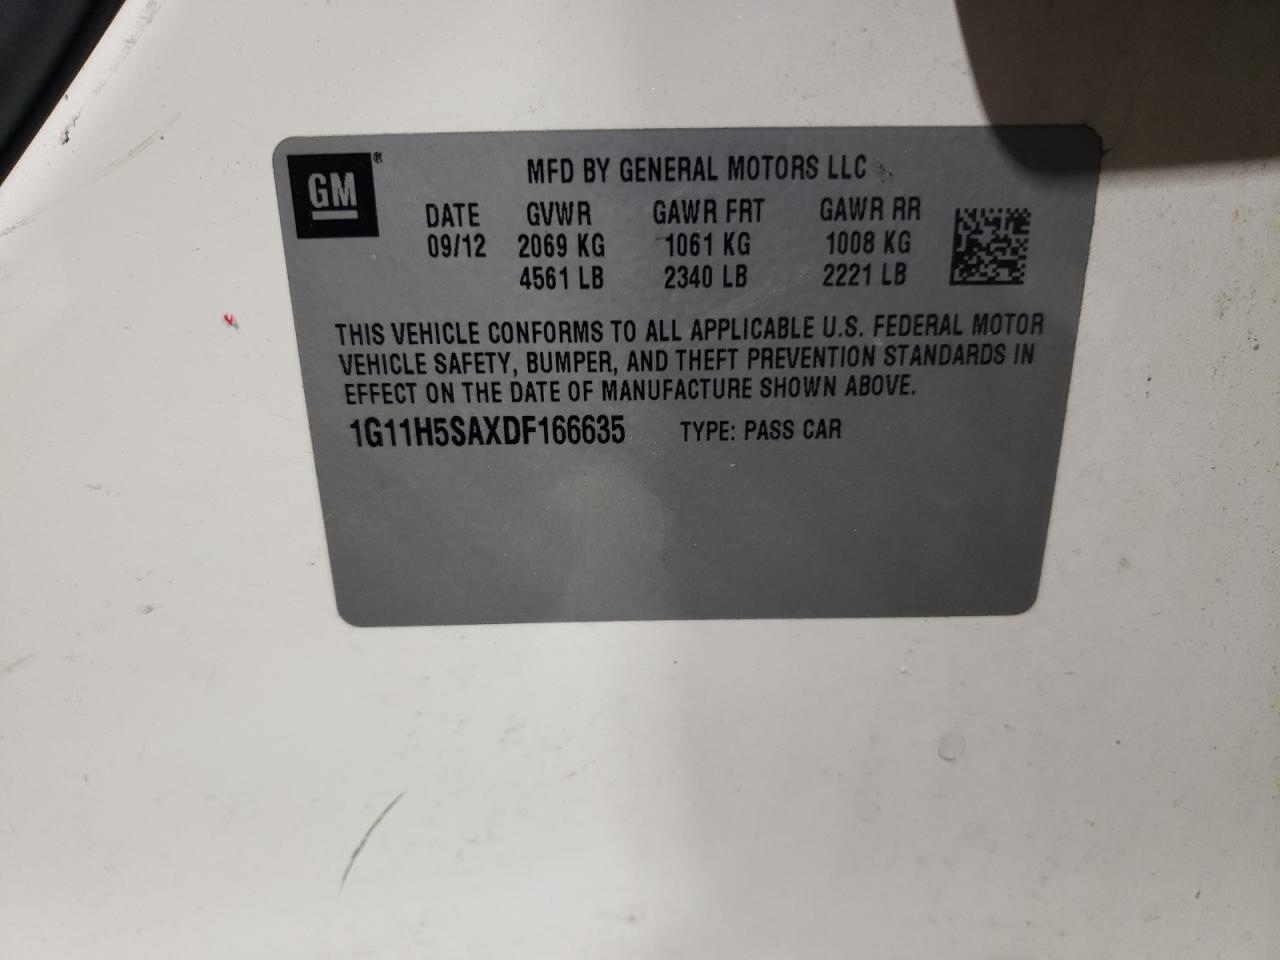 GM®
MFD BY GENERAL MOTORS LLC
DATE GVWR GAWR FRT GAWR RR
09/12 2069 KG 1061 KG 1008 KG
4561 LB 2340 LB 2221 LB
THIS VEHICLE CONFORMS TO ALL APPLICABLE U.S. FEDERAL MOTOR
VEHICLE SAFETY, BUMPER, AND THEFT PREVENTION STANDARDS IN
EFFECT ON THE DATE OF MANUFACTURE SHOWN ABOVE.
1G11H5SAXDF166635 TYPE: PASS CAR